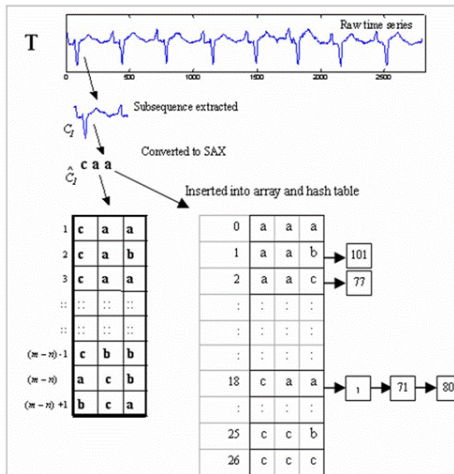 Raw time series
T
0 500 1000 1500 2000 2500
Subsequence extracted
C1
Converted to SAX
c a a
Ĉ1
Inserted into array and hash table
1 c a a
2 c a b
3 c a a
:: :: :: ::
:: :: :: ::
(m – n) -1 c b b
(m – n) a c b
(m – n) +1 b c a
0 a a a
1 a a b 101
2 a a c 77
: : : :
: : : :
: : : :
18 c a a 1 71 80
: : : :
25 c c b
26 c c c